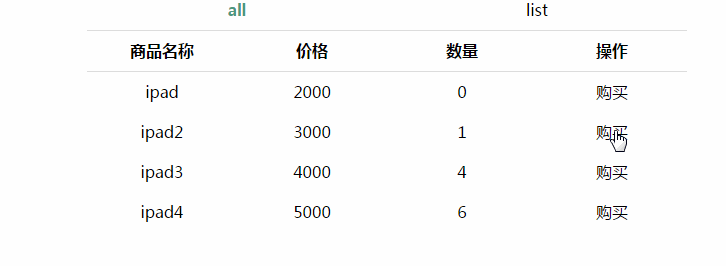 all list
商品名称 价格 数量 操作
ipad 2000 0 购买
ipad2 3000 1 购买
ipad3 4000 4 购买
ipad4 5000 6 购买